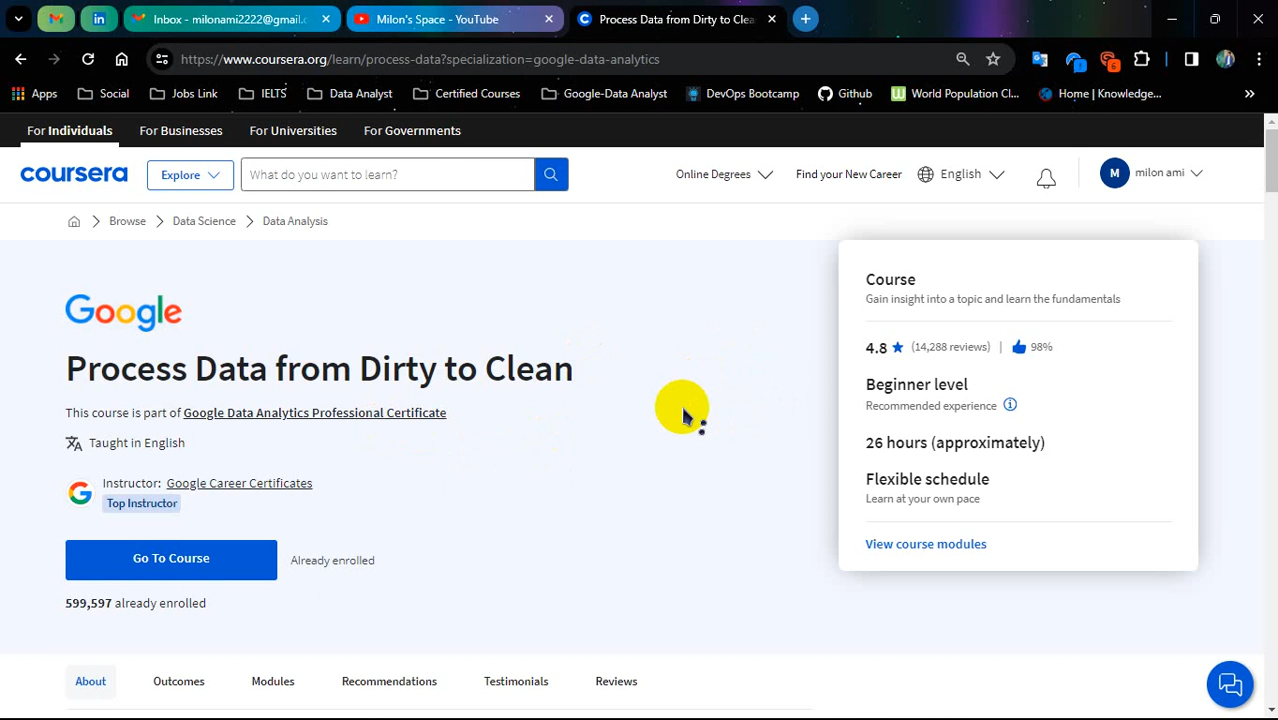 Inbox - milonami2222@gmail.c
Milon's Space - YouTube
Process Data from Dirty to Clea
https://www.coursera.org/learn/process-data?specialization=google-data-analytics
1
6
Apps
Social
Jobs Link
IELTS
Data Analyst
Certified Courses
Google-Data Analyst
DevOps Bootcamp
Github
World Population Cl...
Home | Knowledge...
For Individuals
For Businesses
For Universities
For Governments
coursera
Explore
What do you want to learn?
Online Degrees
Find your New Career
English
M
milon ami
Browse
Data Science
Data Analysis
Google
Process Data from Dirty to Clean
This course is part of Google Data Analytics Professional Certificate
Taught in English
Instructor: Google Career Certificates
Top Instructor
Go To Course
Already enrolled
599,597 already enrolled
Course
Gain insight into a topic and learn the fundamentals
4.8 (14,288 reviews) | 98%
Beginner level
Recommended experience
26 hours (approximately)
Flexible schedule
Learn at your own pace
View course modules
About
Outcomes
Modules
Recommendations
Testimonials
Reviews